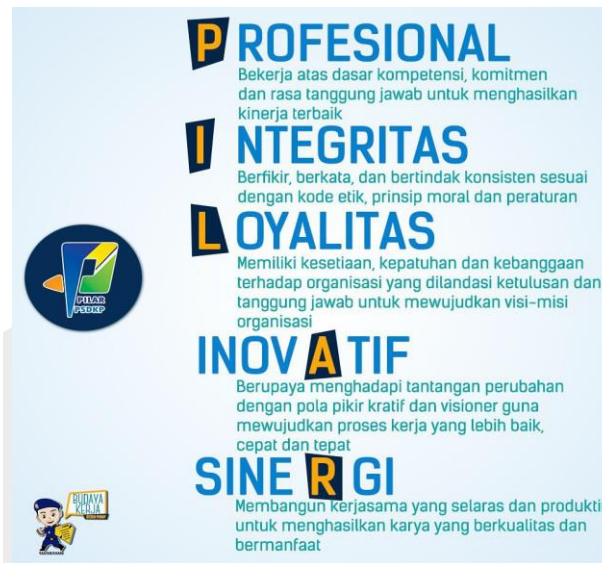 PROFESIONAL
Bekerja atas dasar kompetensi, komitmen
dan rasa tanggung jawab untuk menghasilkan
kinerja terbaik
INTEGRITAS
Berfikir, berkata, dan bertindak konsisten sesuai
dengan kode etik, prinsip moral dan peraturan
LOYALITAS
Memiliki kesetiaan, kepatuhan dan kebanggaan
terhadap organisasi yang dilandasi ketulusan dan
tanggung jawab untuk mewujudkan visi-misi
organisasi
PILAR
PSDKP
INOVATIF
Berupaya menghadapi tantangan perubahan
dengan pola pikir kratif dan visioner guna
mewujudkan proses kerja yang lebih baik,
cepat dan tepat
SINERGI
Membangun kerjasama yang selaras dan produkti
untuk menghasilkan karya yang berkualitas dan
bermanfaat
BUDAYA
KERJA